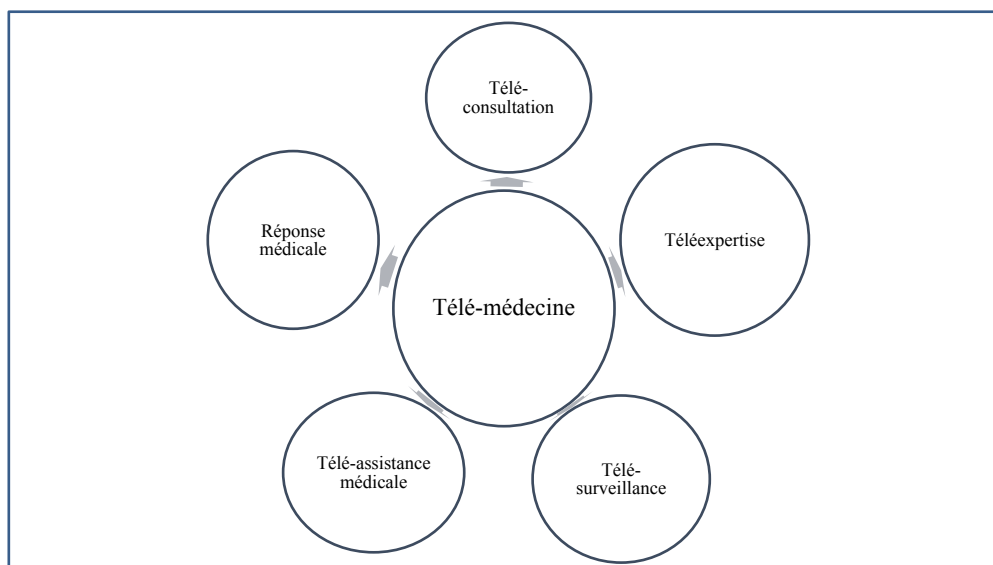 Télé-
consultation
Réponse
médicale
Téléexpertise
Télé-médecine
Télé-assistance
médicale
Télé-
surveillance